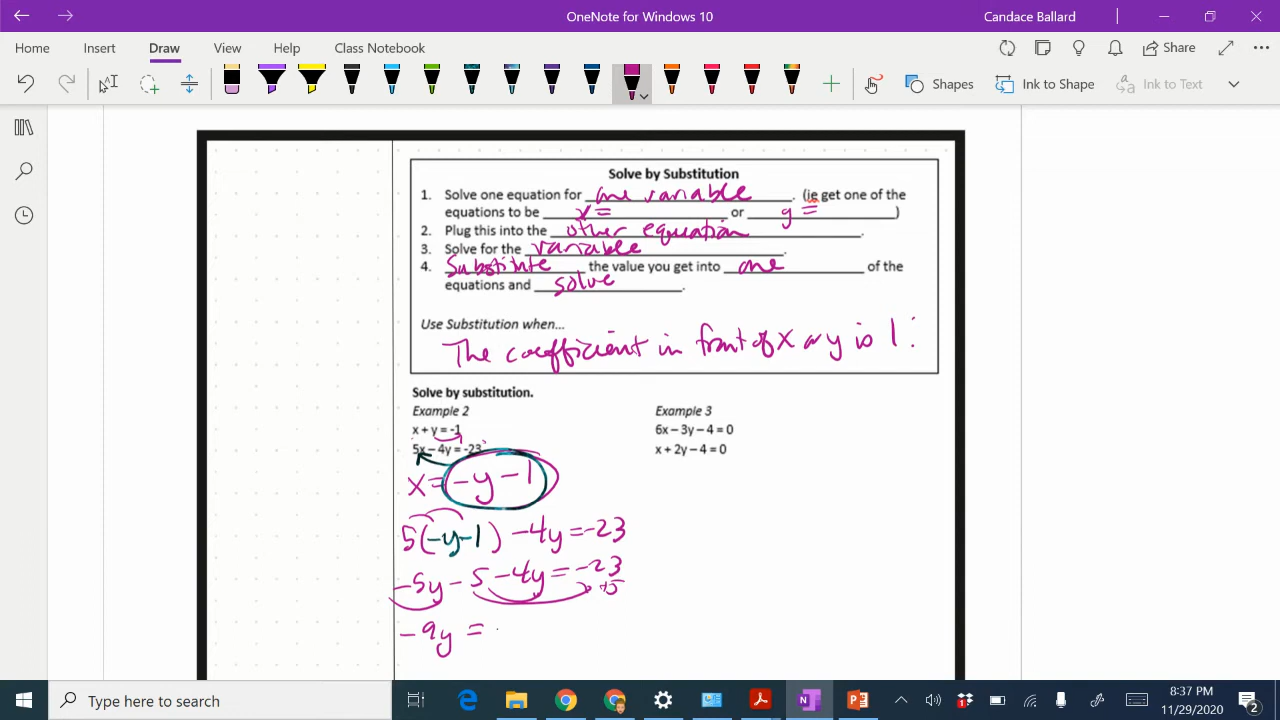 OneNote for Windows 10
Candace Ballard
Home Insert Draw View Help Class Notebook
Share
Shapes Ink to Shape Ink to Text
Solve by Substitution
1. Solve one equation for one variable. (ie get one of the
equations to be x= or y= )
2. Plug this into the other equation.
3. Solve for the variable.
4. Substitute the value you get into one of the
equations and solve.
Use Substitution when...
The coefficient in front of x or y is 1.
Solve by substitution.
Example 2
x + y = -1
5x – 4y = -23
x = -y - 1
5(-y-1) -4y = -23
-5y - 5 - 4y = -23
+5
-9y =
Example 3
6x – 3y – 4 = 0
x + 2y – 4 = 0
Type here to search
8:37 PM
11/29/2020
1
2